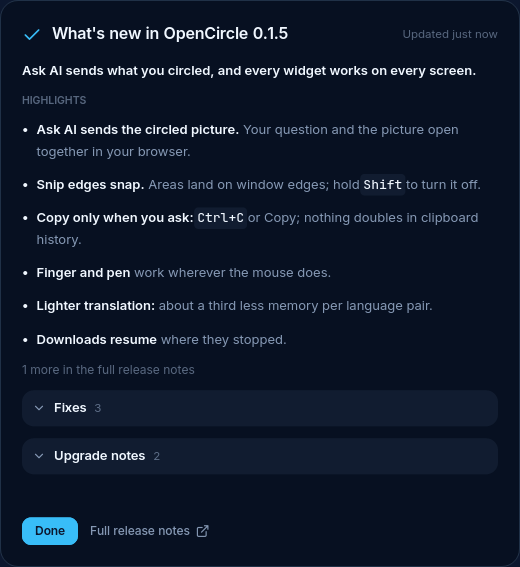 What's new in OpenCircle 0.1.5
Updated just now
Ask AI sends what you circled, and every widget works on every screen.
HIGHLIGHTS
• Ask AI sends the circled picture. Your question and the picture open
together in your browser.
• Snip edges snap. Areas land on window edges; hold Shift to turn it off.
• Copy only when you ask: Ctrl+C or Copy; nothing doubles in clipboard
history.
• Finger and pen work wherever the mouse does.
• Lighter translation: about a third less memory per language pair.
• Downloads resume where they stopped.
1 more in the full release notes
Fixes 3
Upgrade notes 2
Done
Full release notes